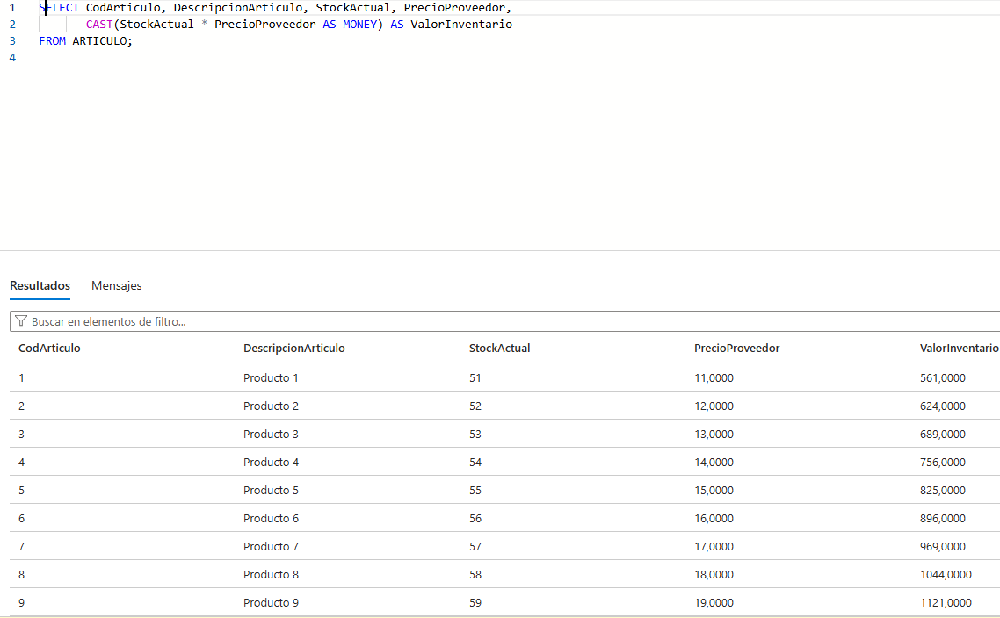 1 SELECT CodArticulo, DescripcionArticulo, StockActual, PrecioProveedor,
2 CAST(StockActual * PrecioProveedor AS MONEY) AS ValorInventario
3 FROM ARTICULO;
4
Resultados Mensajes
Buscar en elementos de filtro...
CodArticulo DescripcionArticulo StockActual PrecioProveedor ValorInventario
1 Producto 1 51 11,0000 561,0000
2 Producto 2 52 12,0000 624,0000
3 Producto 3 53 13,0000 689,0000
4 Producto 4 54 14,0000 756,0000
5 Producto 5 55 15,0000 825,0000
6 Producto 6 56 16,0000 896,0000
7 Producto 7 57 17,0000 969,0000
8 Producto 8 58 18,0000 1044,0000
9 Producto 9 59 19,0000 1121,0000